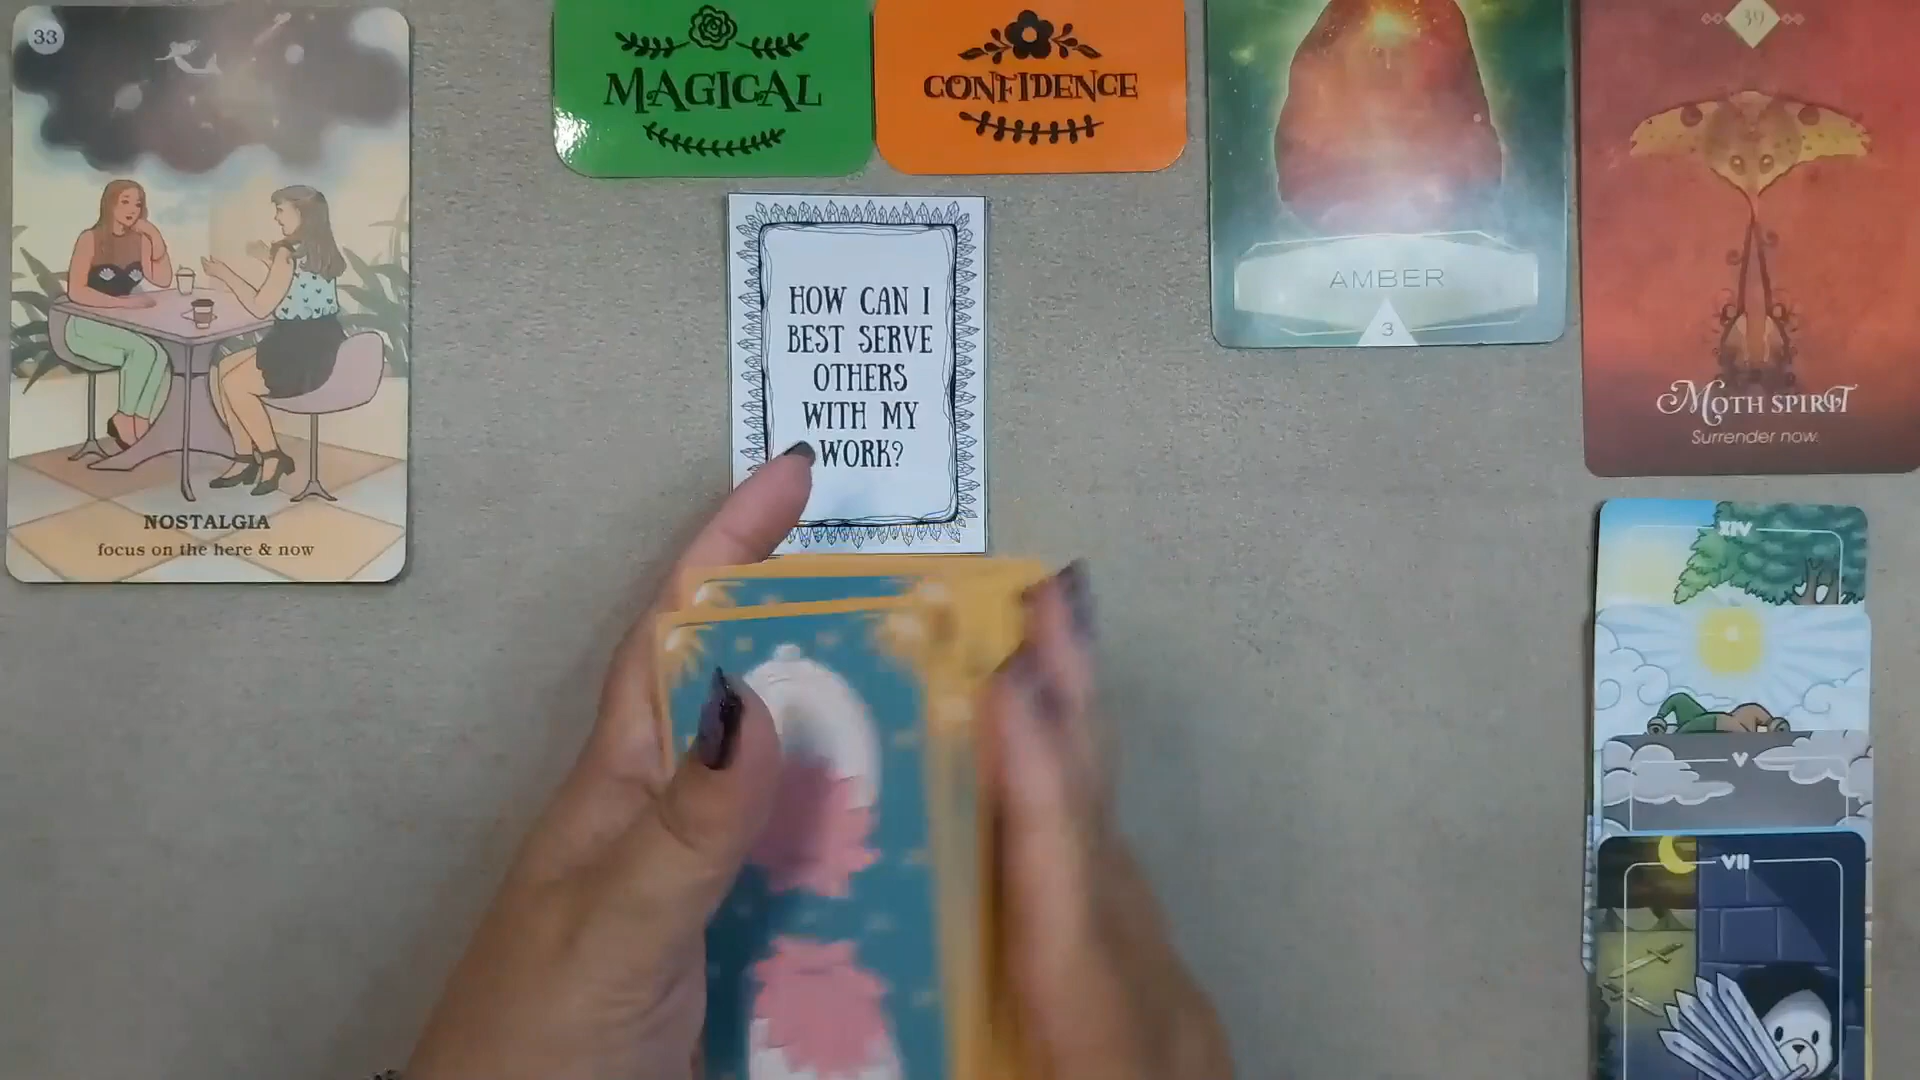 33
NOSTALGIA
focus on the here & now
MAGICAL
CONFIDENCE
HOW CAN I
BEST SERVE
OTHERS
WITH MY
WORK?
AMBER
3
39
MOTH SPIRIT
Surrender now.
XIV
V
VII